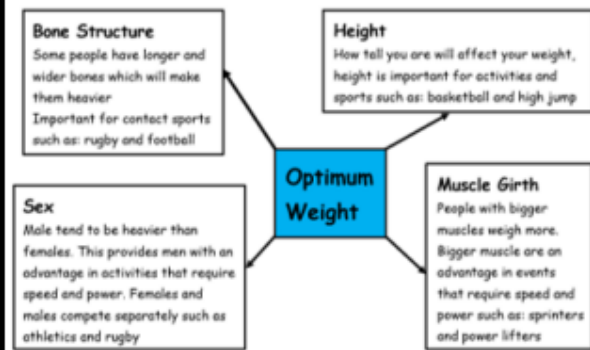 Bone Structure
Some people have longer and
wider bones which will make
them heavier
Important for contact sports
such as: rugby and football
Height
How tall you are will affect your weight,
height is important for activities and
sports such as: basketball and high jump
Optimum
Weight
Sex
Male tend to be heavier than
females. This provides men with an
advantage in activities that require
speed and power. Females and
males compete separately such as
athletics and rugby
Muscle Girth
People with bigger
muscles weigh more.
Bigger muscle are an
advantage in events
that require speed and
power such as: sprinters
and power lifters